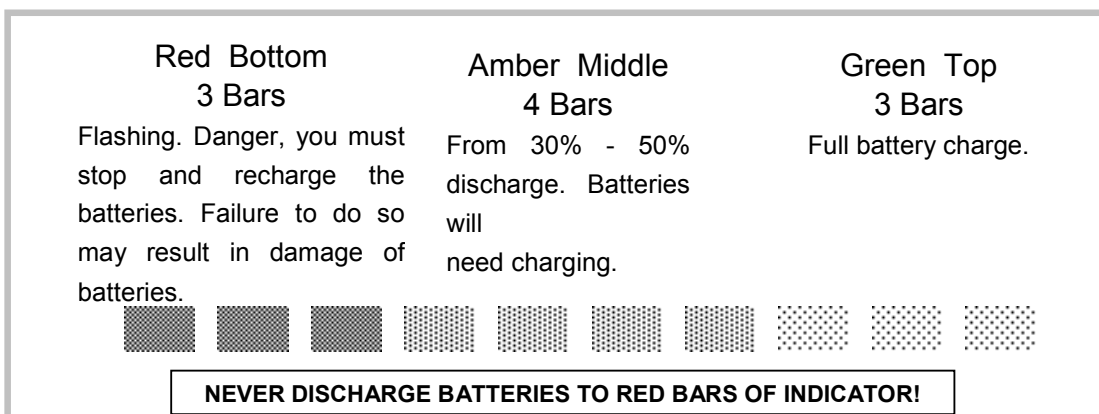 Red Bottom
3 Bars
Flashing. Danger, you must
stop and recharge the
batteries. Failure to do so
may result in damage of
batteries.
Amber Middle
4 Bars
From 30% - 50%
discharge. Batteries
will
need charging.
Green Top
3 Bars
Full battery charge.
NEVER DISCHARGE BATTERIES TO RED BARS OF INDICATOR!